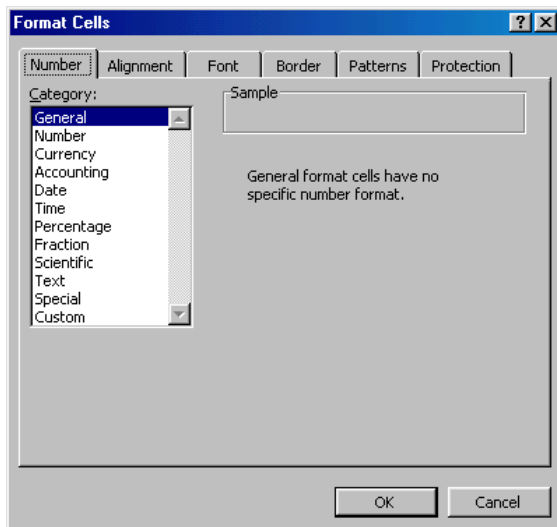 Format Cells
Number Alignment Font Border Patterns Protection
Category:
General
Number
Currency
Accounting
Date
Time
Percentage
Fraction
Scientific
Text
Special
Custom
Sample
General format cells have no
specific number format.
OK Cancel